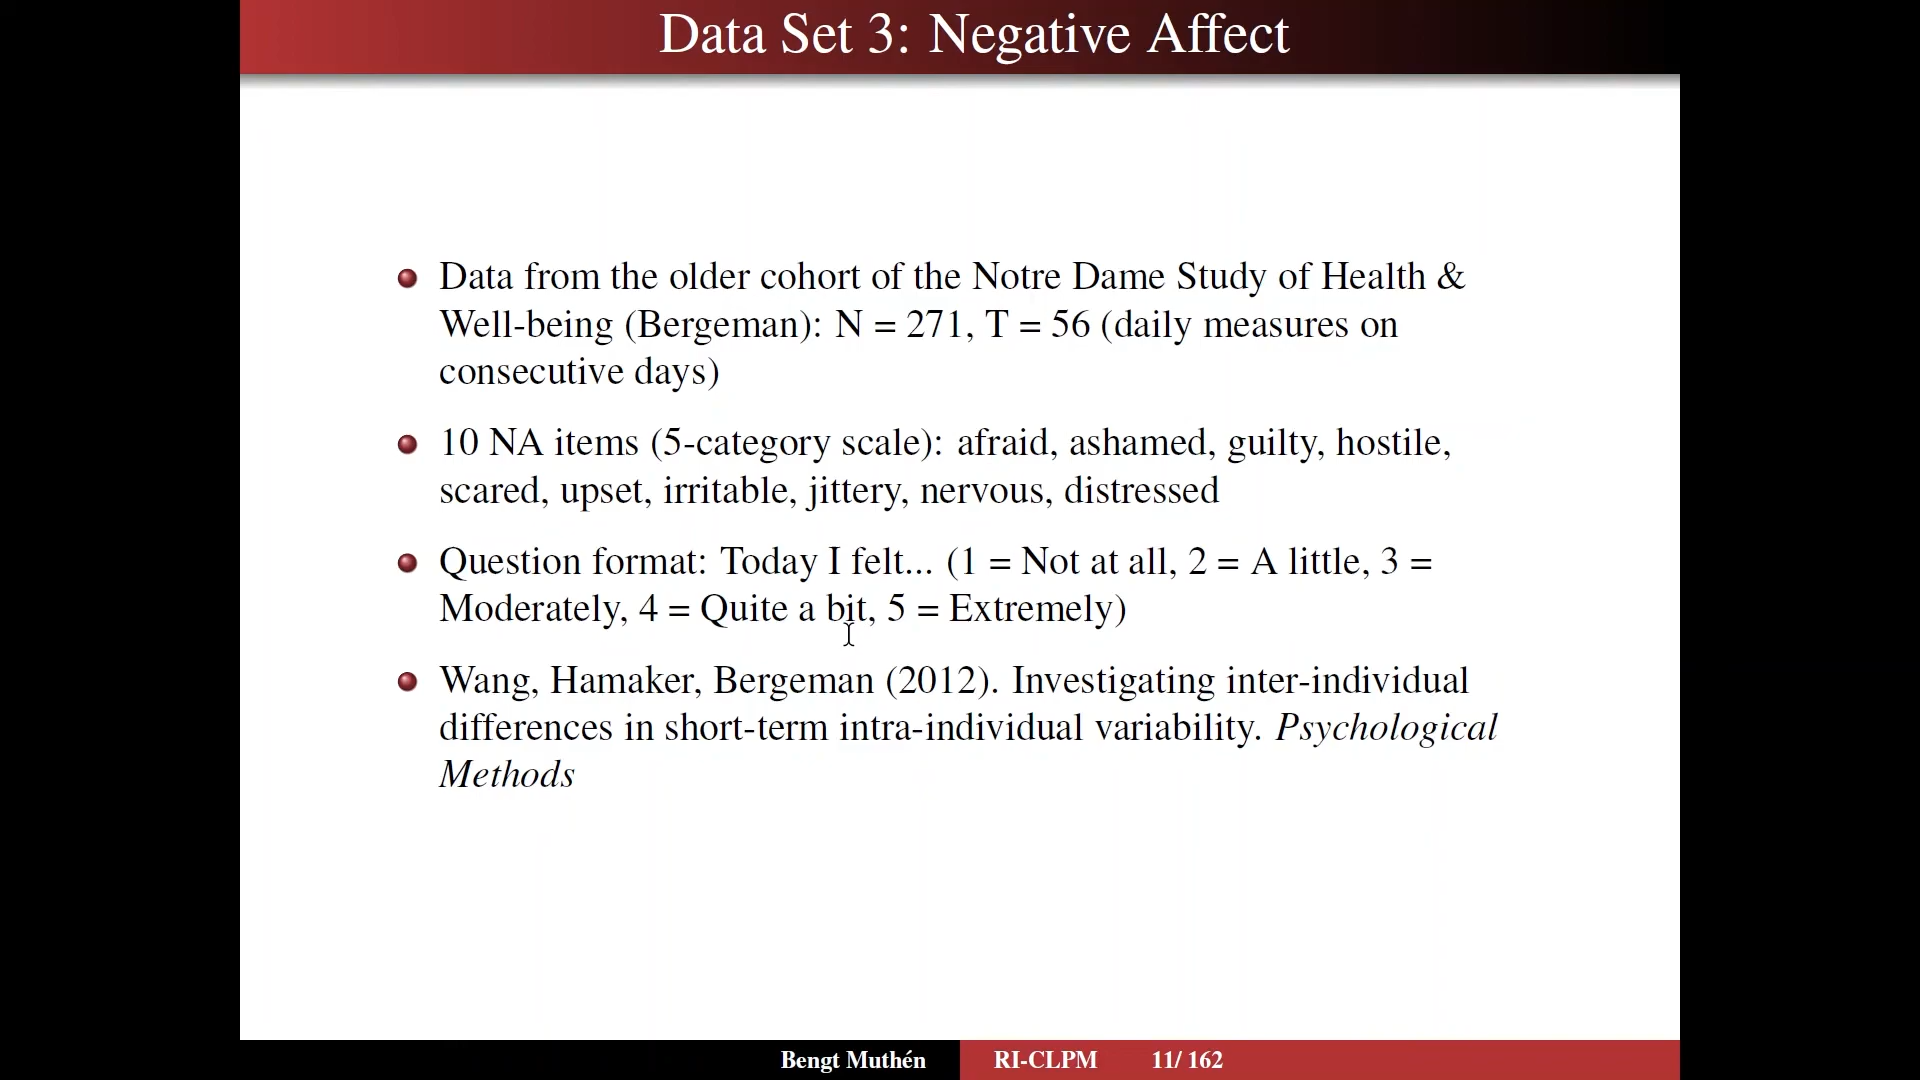 Data Set 3: Negative Affect
Data from the older cohort of the Notre Dame Study of Health &
Well-being (Bergeman): N = 271, T = 56 (daily measures on
consecutive days)
10 NA items (5-category scale): afraid, ashamed, guilty, hostile,
scared, upset, irritable, jittery, nervous, distressed
Question format: Today I felt... (1 = Not at all, 2 = A little, 3 =
Moderately, 4 = Quite a bit, 5 = Extremely)
Wang, Hamaker, Bergeman (2012). Investigating inter-individual
differences in short-term intra-individual variability. Psychological
Methods
Bengt Muthén RI-CLPM 11/ 162